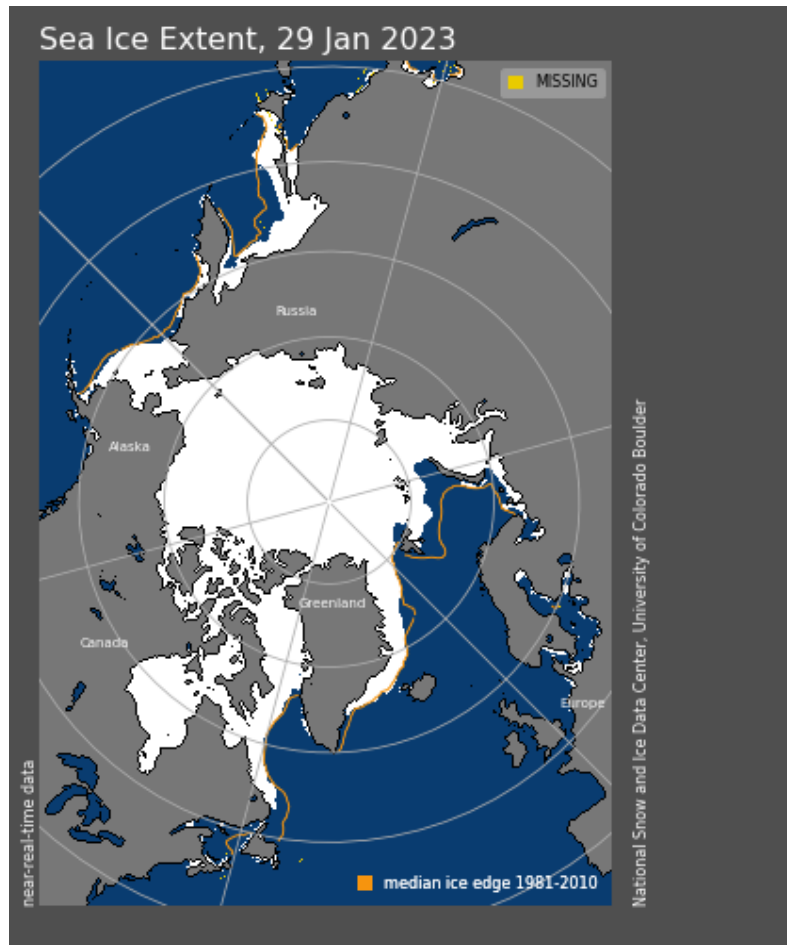 Sea Ice Extent, 29 Jan 2023
MISSING
Russia
Alaska
Greenland
Canada
Europe
near-real-time data
National Snow and Ice Data Center, University of Colorado Boulder
median ice edge 1981-2010